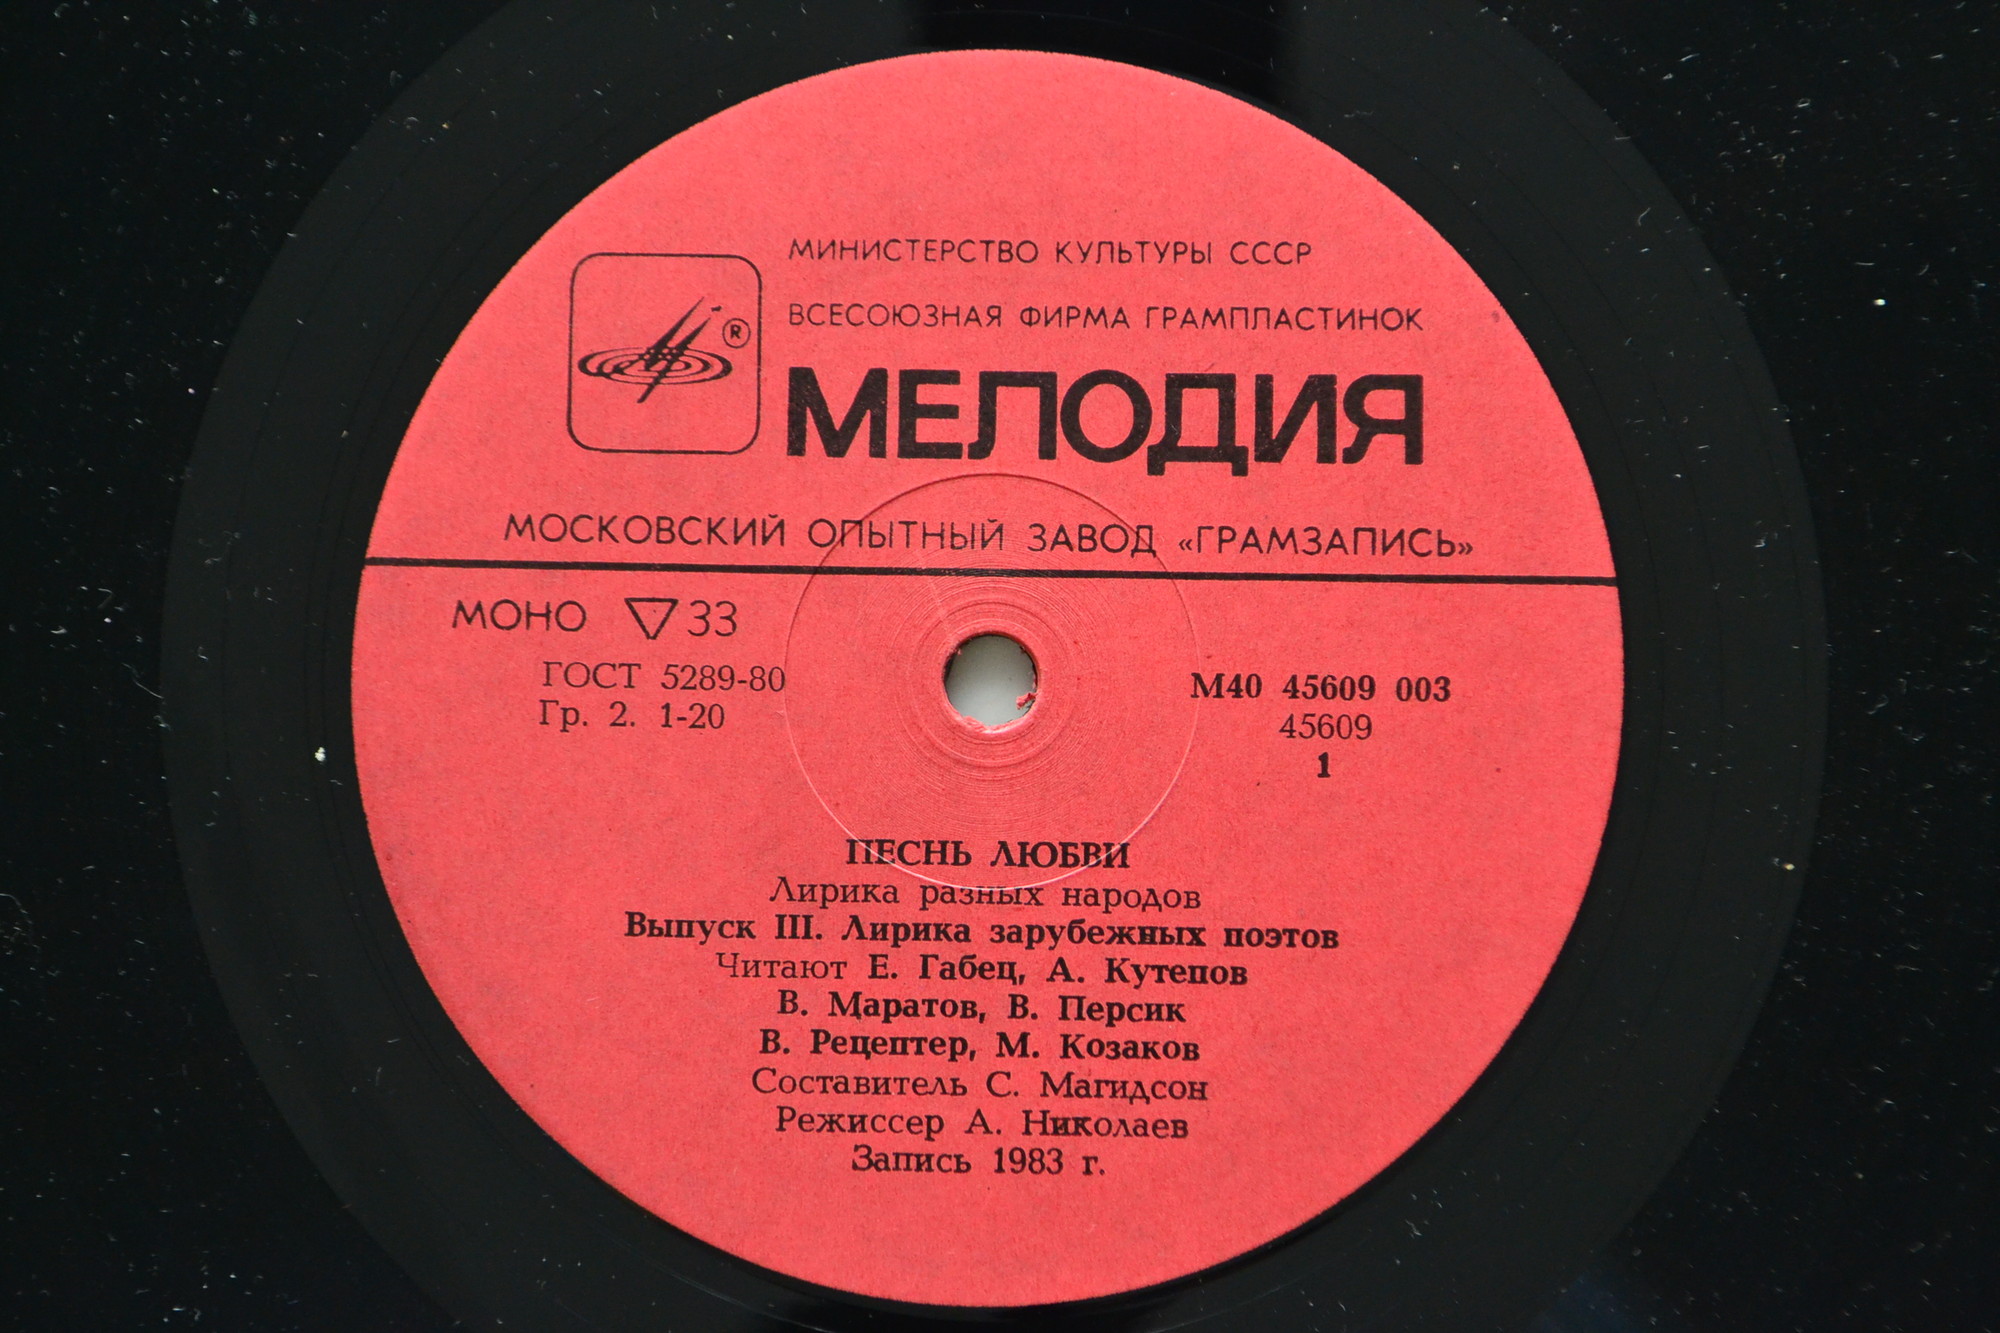 МИНИСТЕРСТВО КУЛЬТУРЫ СССР
ВСЕСОЮЗНАЯ ФИРМА ГРАМПЛАСТИНОК
®
МЕЛОДИЯ
МОСКОВСКИЙ ОПЫТНЫЙ ЗАВОД «ГРАМЗАПИСЬ»
МОНО ▽ 33
ГОСТ 5289-80
Гр. 2. 1-20
М40 45609 003
45609
1
ПЕСНЬ ЛЮБВИ
Лирика разных народов
Выпуск III. Лирика зарубежных поэтов
Читают Е. Габец, А. Кутепов
В. Маратов, В. Персик
В. Рецептер, М. Козаков
Составитель С. Магидсон
Режиссер А. Николаев
Запись 1983 г.